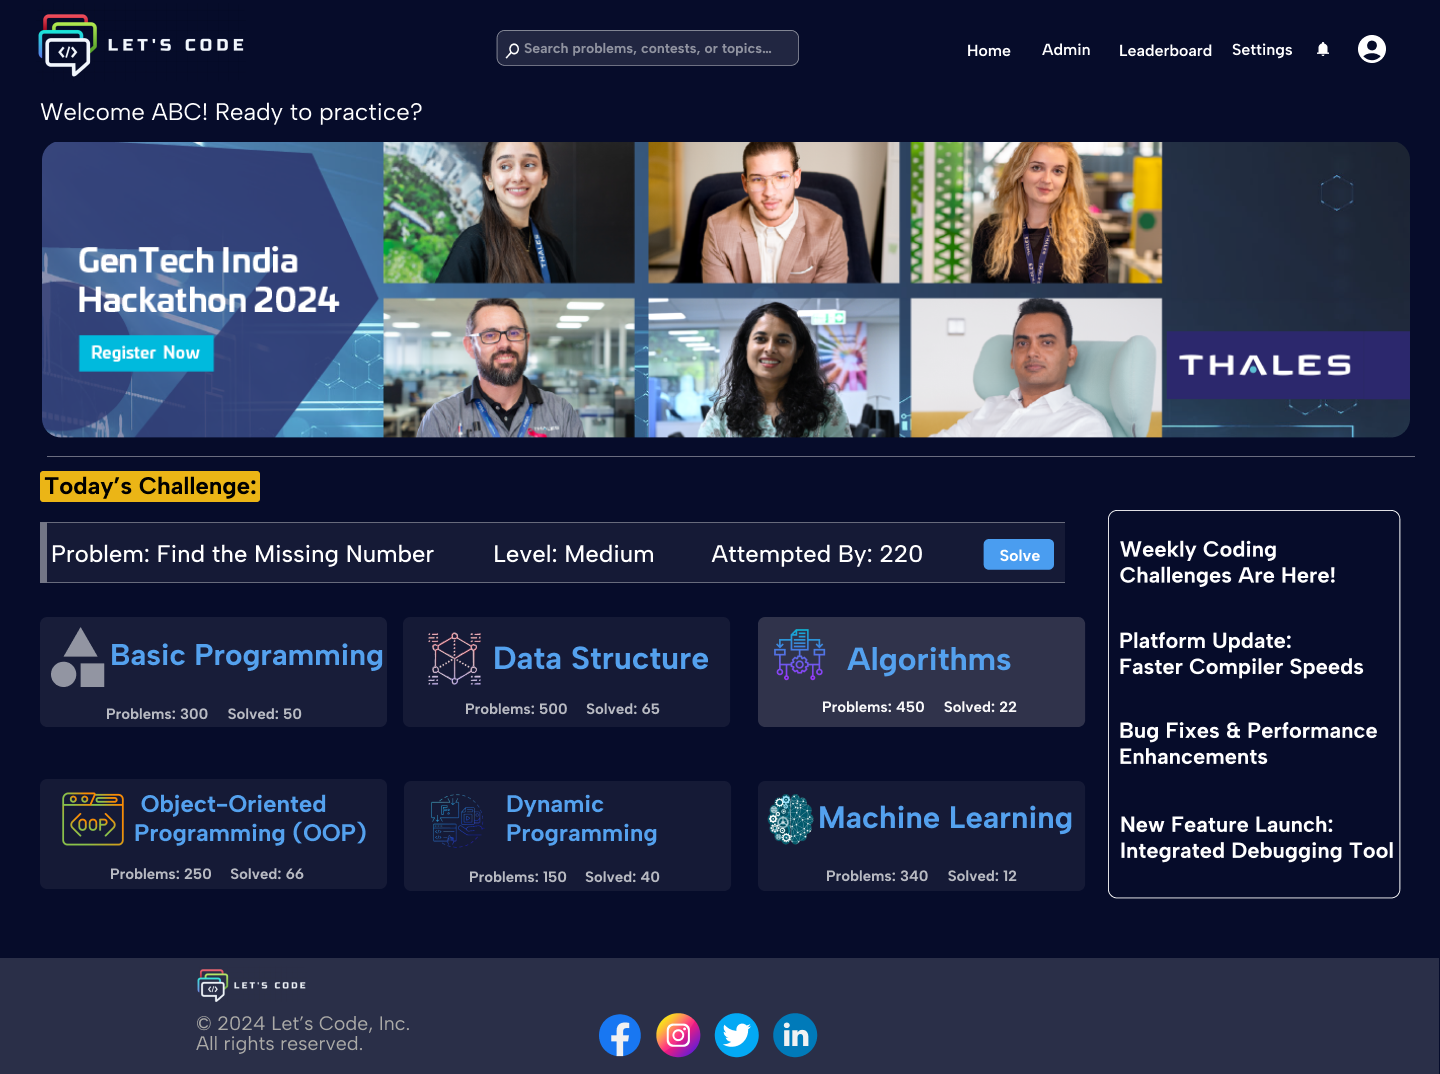 LET'S CODE
Search problems, contests, or topics...
Home
Admin
Leaderboard
Settings
Welcome ABC! Ready to practice?
GenTech India
Hackathon 2024
Register Now
THALES
THALES
THALES
Today's Challenge:
Problem: Find the Missing Number
Level: Medium
Attempted By: 220
Solve
Basic Programming
Problems: 300 Solved: 50
Data Structure
Problems: 500 Solved: 65
Algorithms
Problems: 450 Solved: 22
OOP
Object-Oriented
Programming (OOP)
Problems: 250 Solved: 66
Dynamic
Programming
Problems: 150 Solved: 40
Machine Learning
Problems: 340 Solved: 12
Weekly Coding
Challenges Are Here!
Platform Update:
Faster Compiler Speeds
Bug Fixes & Performance
Enhancements
New Feature Launch:
Integrated Debugging Tool
LET'S CODE
© 2024 Let's Code, Inc.
All rights reserved.